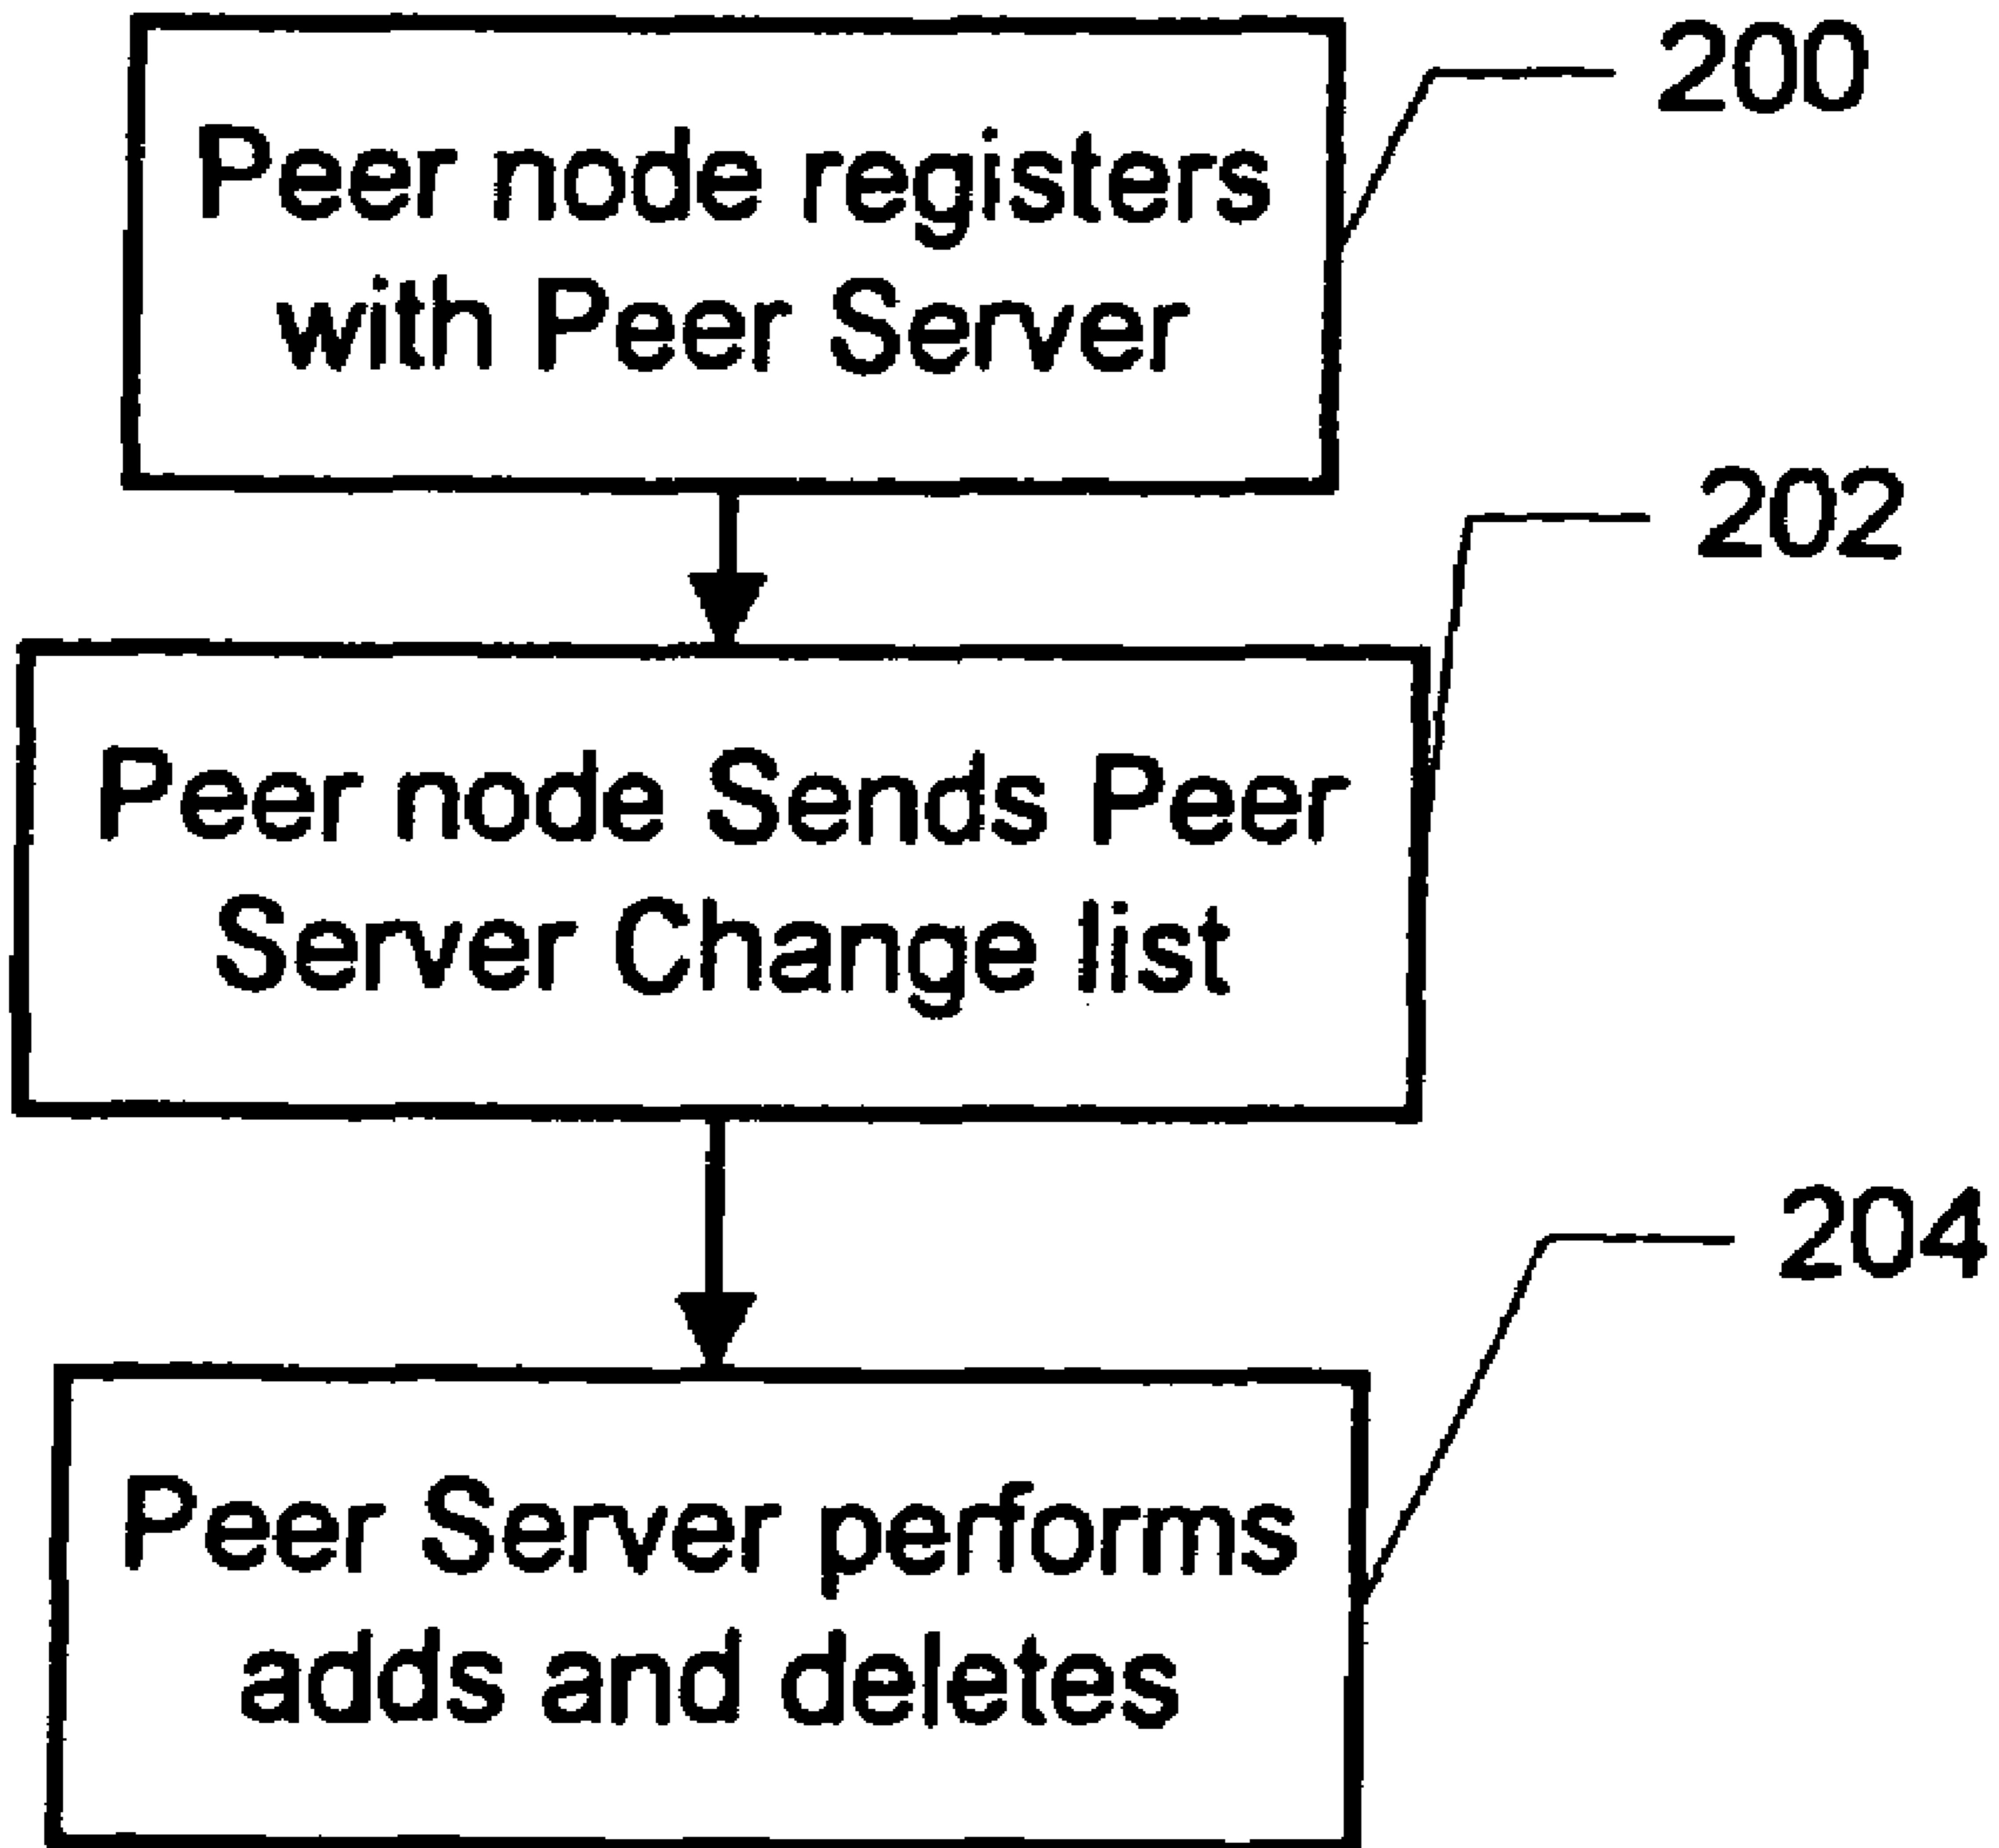 200
Peer node registers
with Peer Server
202
Peer node Sends Peer
Server Change list
204
Peer Server performs
adds and deletes